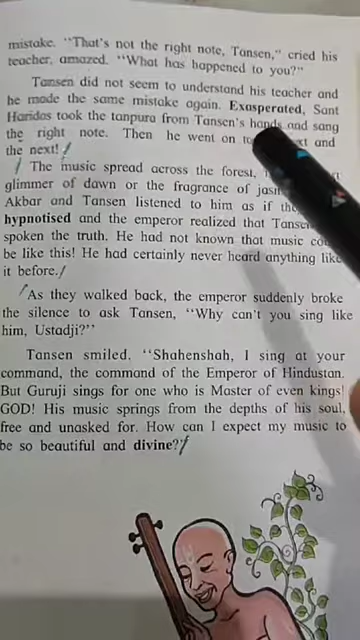 mistake. "That's not the right note, Tansen," cried his
teacher, amazed. "What has happened to you?"
Tansen did not seem to understand his teacher and
he made the same mistake again. Exasperated, Sant
Haridas took the tanpura from Tansen's hands and sang
the right note. Then he went on to and
the next!
The music spread across the forest,
glimmer of dawn or the fragrance of
Akbar and Tansen listened to him as if
hypnotised and the emperor realized that
spoken the truth. He had not known that music
be like this! He had certainly never heard anything like
it before.
As they walked back, the emperor suddenly broke
the silence to ask Tansen, "Why can't you sing like
him, Ustadji?"
Tansen smiled. "Shahenshah, I sing at your
command, the command of the Emperor of Hindustan.
But Guruji sings for one who is Master of even kings!
GOD! His music springs from the depths of his soul,
free and unasked for. How can I expect my music to
be so beautiful and divine?"